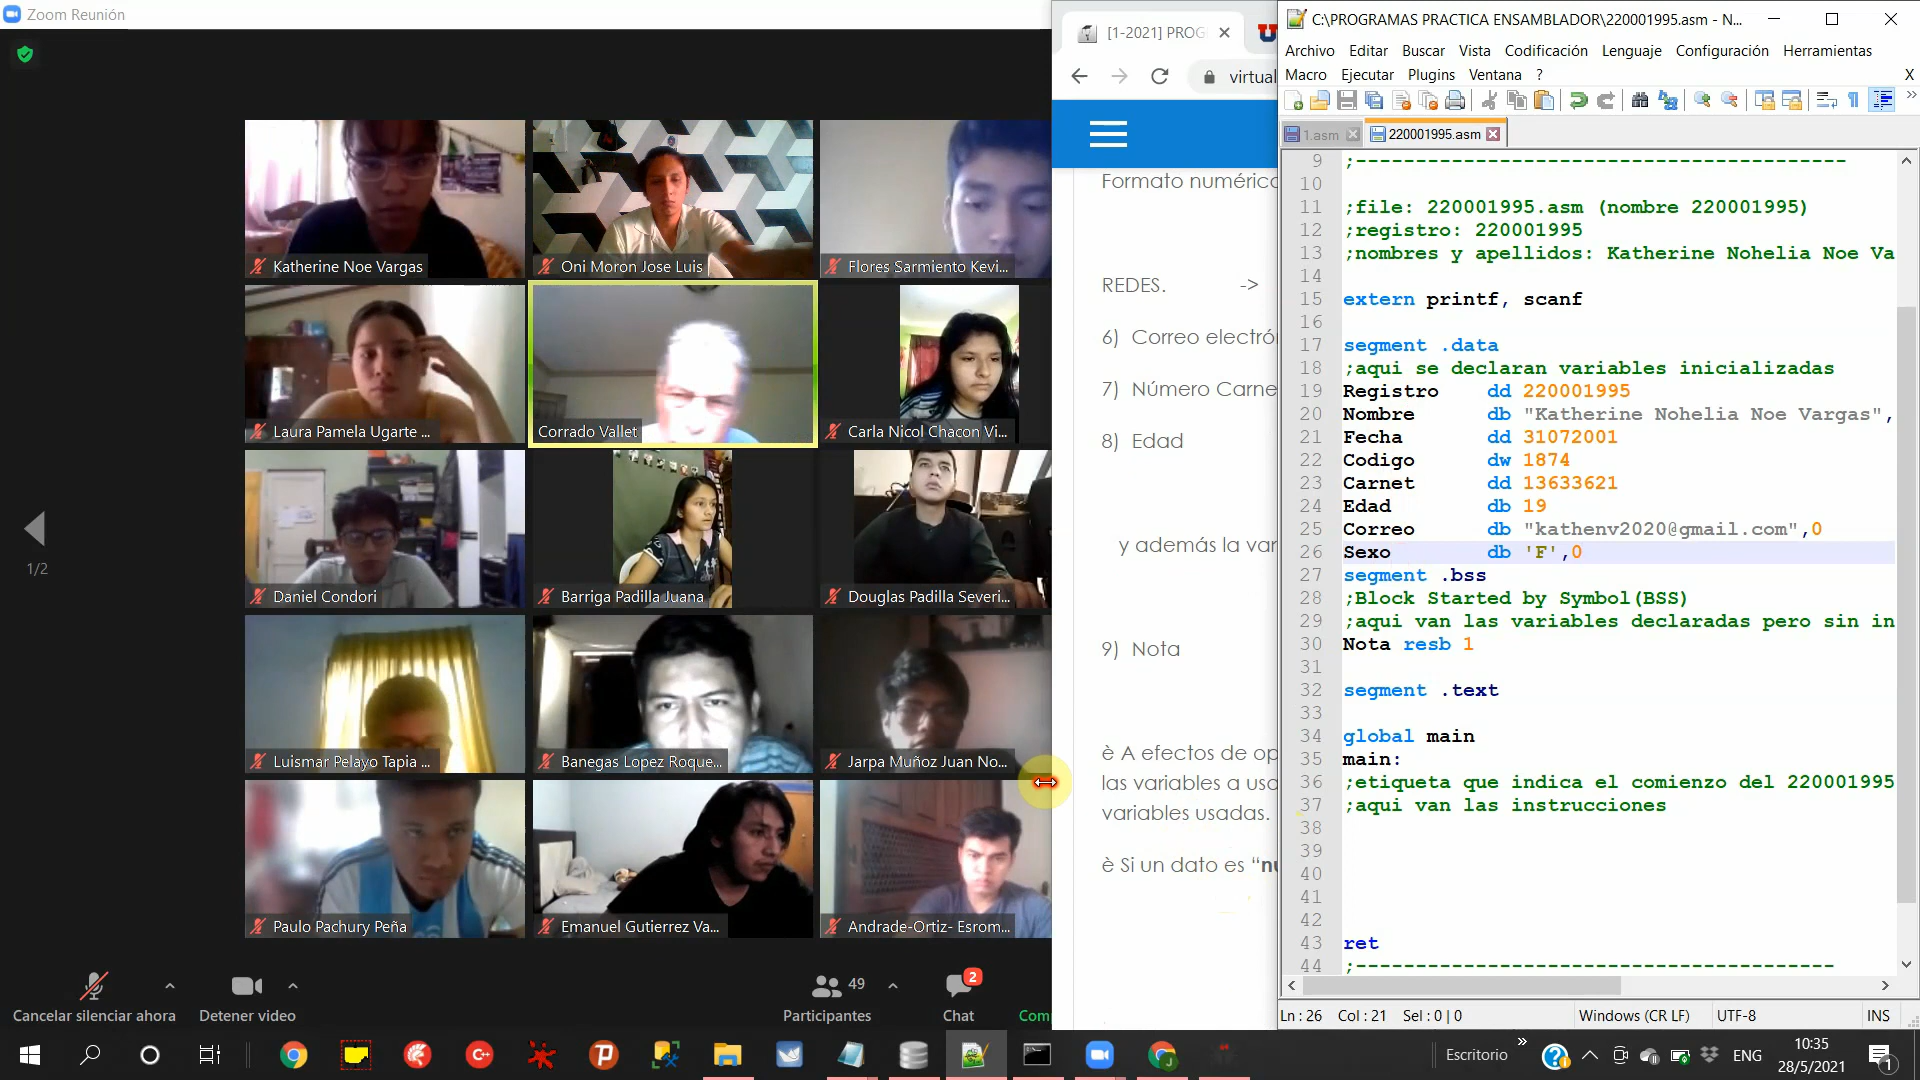 Zoom Reunión
Katherine Noe Vargas
Oni Moron Jose Luis
Flores Sarmiento Kevi...
Laura Pamela Ugarte ...
Corrado Vallet
Carla Nicol Chacon Vi...
Daniel Condori
Barriga Padilla Juana
Douglas Padilla Severi...
Luismar Pelayo Tapia ...
Banegas Lopez Roque...
Jarpa Muñoz Juan No...
Paulo Pachury Peña
Emanuel Gutierrez Va...
Andrade-Ortiz- Esrom...
1/2
Cancelar silenciar ahora
Detener video
49
Participantes
2
Chat
Com
[1-2021] PROG
virtual
Formato numérico
REDES. ->
6) Correo electró
7) Número Carne
8) Edad
y además la var
9) Nota
è A efectos de op
las variables a usa
variables usadas.
è Si un dato es “nu
C:\PROGRAMAS PRACTICA ENSAMBLADOR\220001995.asm - N...
Archivo Editar Buscar Vista Codificación Lenguaje Configuración Herramientas
Macro Ejecutar Plugins Ventana ? X
1.asm 220001995.asm
9 ;-----------------------------------------
10
11 ;file: 220001995.asm (nombre 220001995)
12 ;registro: 220001995
13 ;nombres y apellidos: Katherine Nohelia Noe Va
14
15 extern printf, scanf
16
17 segment .data
18 ;aqui se declaran variables inicializadas
19 Registro dd 220001995
20 Nombre db "Katherine Nohelia Noe Vargas",
21 Fecha dd 31072001
22 Codigo dw 1874
23 Carnet dd 13633621
24 Edad db 19
25 Correo db "kathenv2020@gmail.com",0
26 Sexo db 'F',0
27 segment .bss
28 ;Block Started by Symbol(BSS)
29 ;aqui van las variables declaradas pero sin in
30 Nota resb 1
31
32 segment .text
33
34 global main
35 main:
36 ;etiqueta que indica el comienzo del 220001995
37 ;aqui van las instrucciones
38
39
40
41
42
43 ret
44 ;----------------------------------------
Ln : 26 Col : 21 Sel : 0 | 0 Windows (CR LF) UTF-8 INS
Escritorio » ENG
10:35
28/5/2021
1